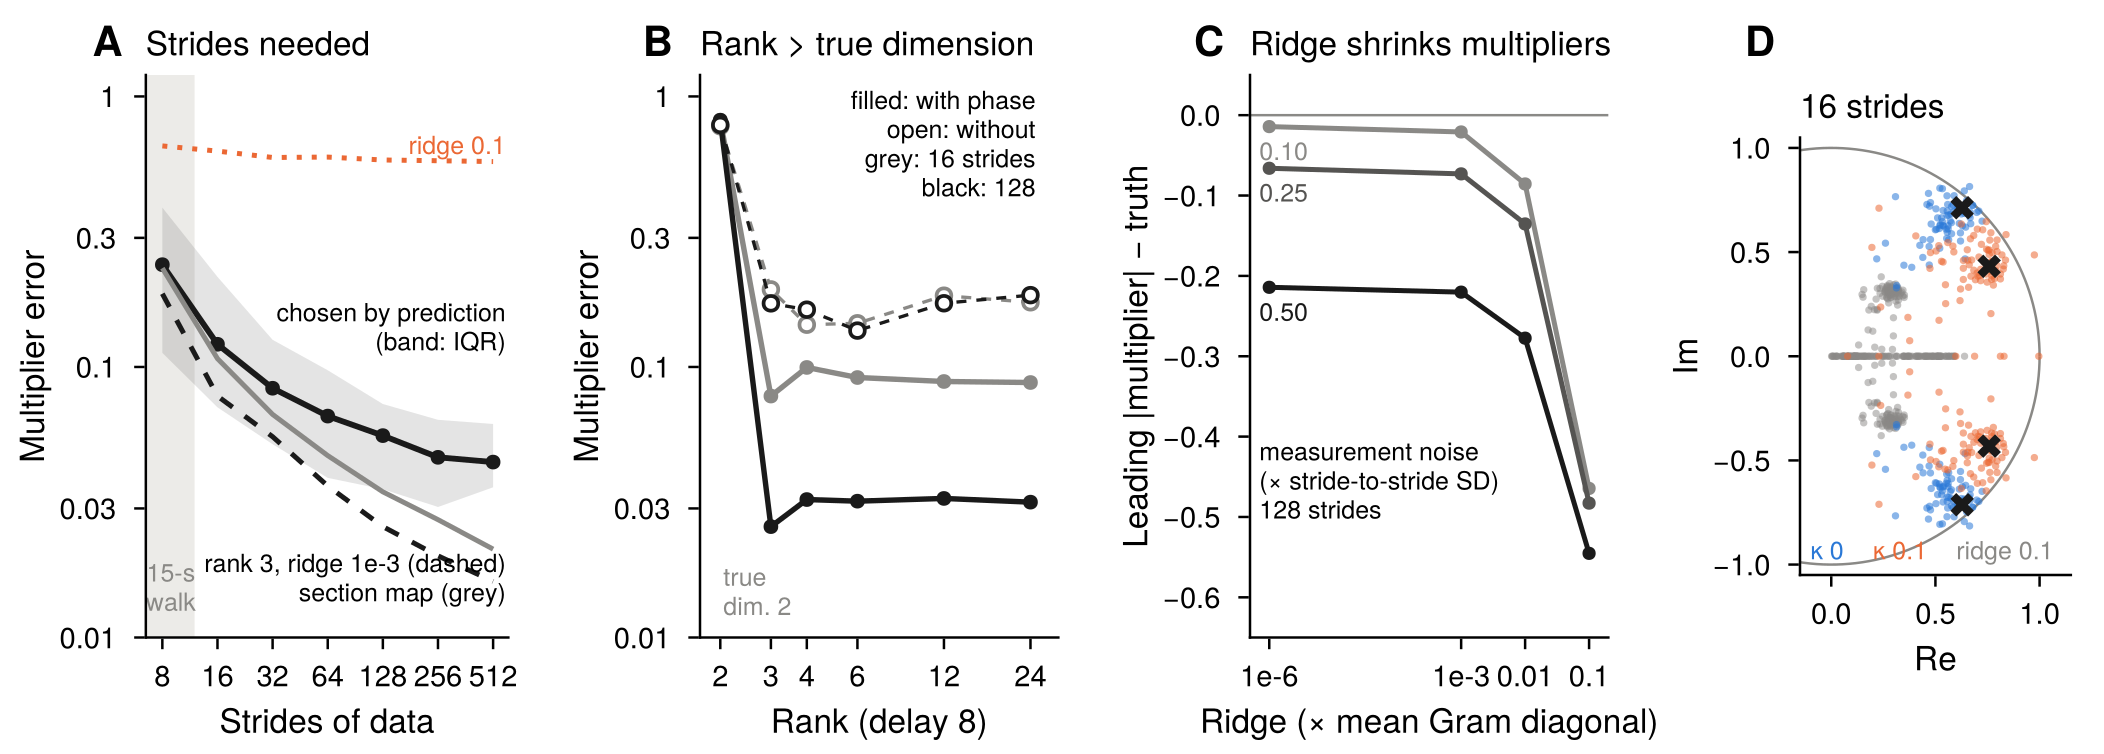 A Strides needed
Multiplier error
1
0.3
0.1
0.03
0.01
ridge 0.1
chosen by prediction
(band: IQR)
rank 3, ridge 1e-3 (dashed)
section map (grey)
15-s
walk
8 16 32 64 128 256 512
Strides of data
B Rank > true dimension
Multiplier error
1
0.3
0.1
0.03
0.01
filled: with phase
open: without
grey: 16 strides
black: 128
true
dim. 2
2 3 4 6 12 24
Rank (delay 8)
C Ridge shrinks multipliers
Leading |multiplier| − truth
0.0
−0.1
−0.2
−0.3
−0.4
−0.5
−0.6
0.10
0.25
0.50
measurement noise
(× stride-to-stride SD)
128 strides
1e-6 1e-3 0.01 0.1
Ridge (× mean Gram diagonal)
D
16 strides
Im
1.0
0.5
0.0
−0.5
−1.0
κ 0 κ 0.1 ridge 0.1
0.0 0.5 1.0
Re